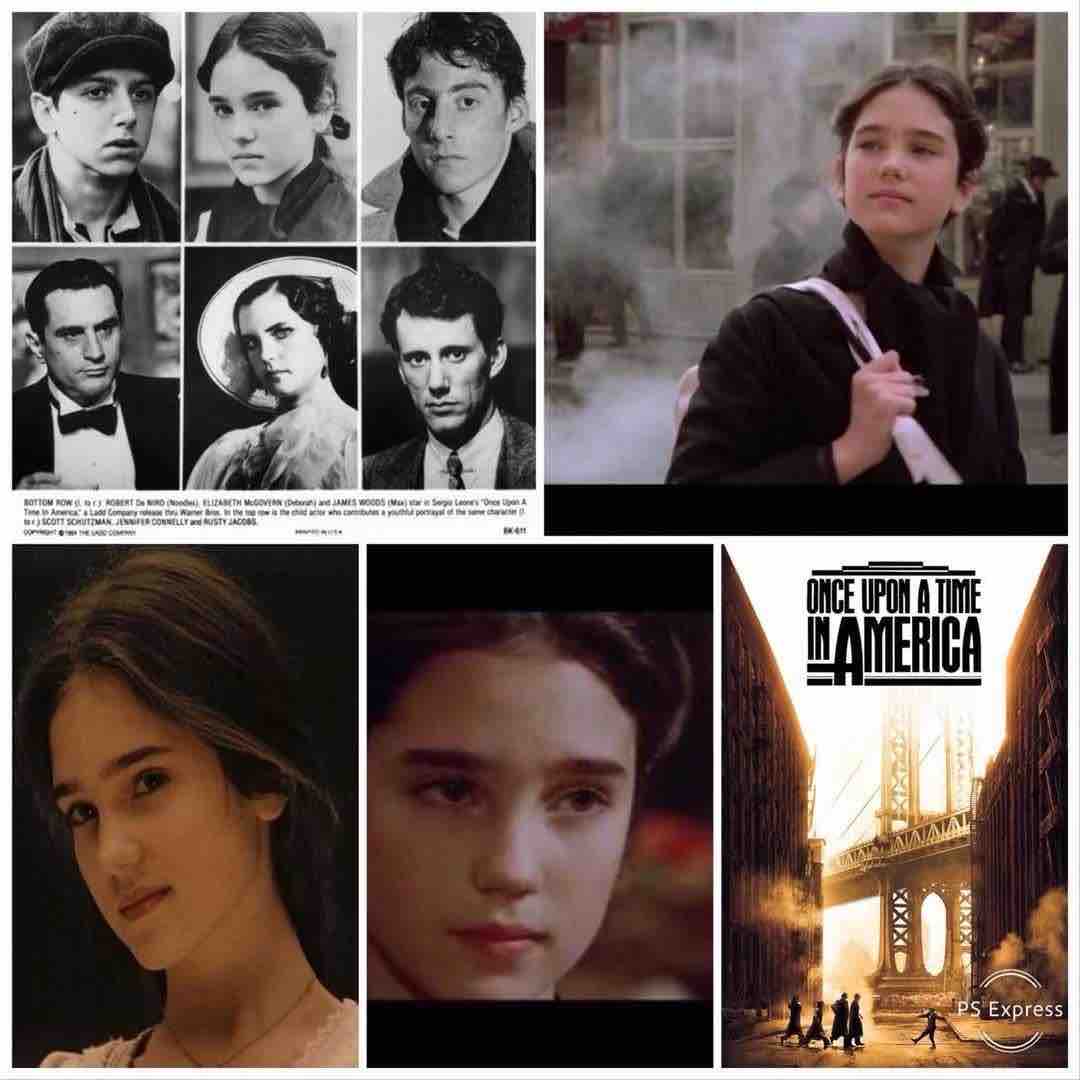 BOTTOM ROW (l. to r.) ROBERT De NIRO (Noodles), ELIZABETH McGOVERN (Deborah) and JAMES WOODS (Max) star in Sergio Leone's "Once Upon A
Time In America," a Ladd Company release thru Warner Bros. In the top row is the child actor who contributes a youthful portrayal of the same character (l.
to r.) SCOTT SCHUTZMAN, JENNIFER CONNELLY and RUSTY JACOBS.
COPYRIGHT © 1984 THE LADD COMPANY
PRINTED IN U.S.A.
BK-611
ONCE UPON A TIME
IN AMERICA
PS Express